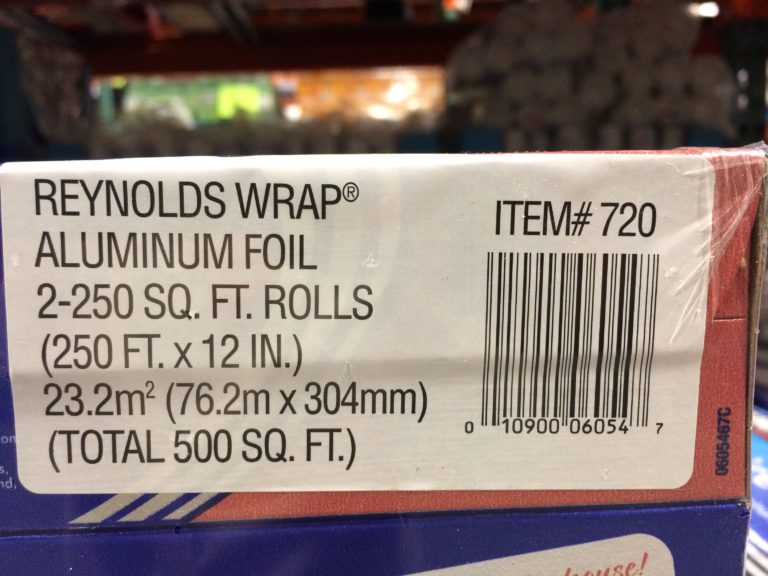 REYNOLDS WRAP®
ALUMINUM FOIL
2-250 SQ. FT. ROLLS
(250 FT. x 12 IN.)
23.2m² (76.2m x 304mm)
(TOTAL 500 SQ. FT.)
ITEM# 720
0 10900 06054 7
0605467C